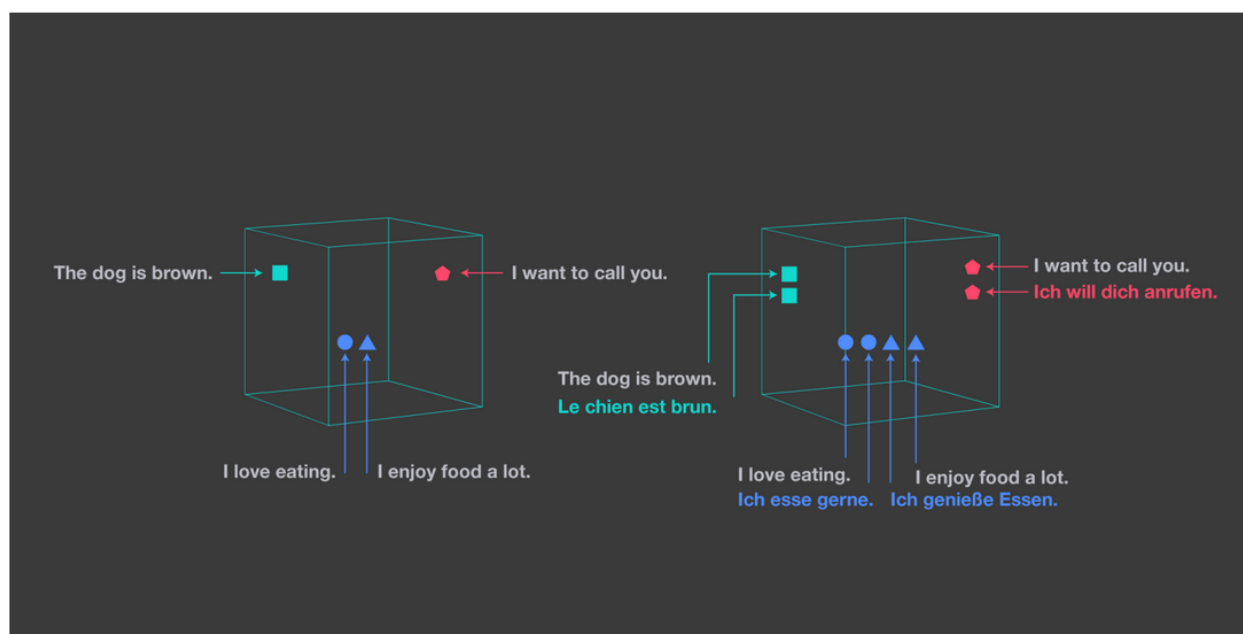 The dog is brown.
I want to call you.
I love eating.
I enjoy food a lot.
I want to call you.
Ich will dich anrufen.
The dog is brown.
Le chien est brun.
I love eating.
I enjoy food a lot.
Ich esse gerne.
Ich genieße Essen.